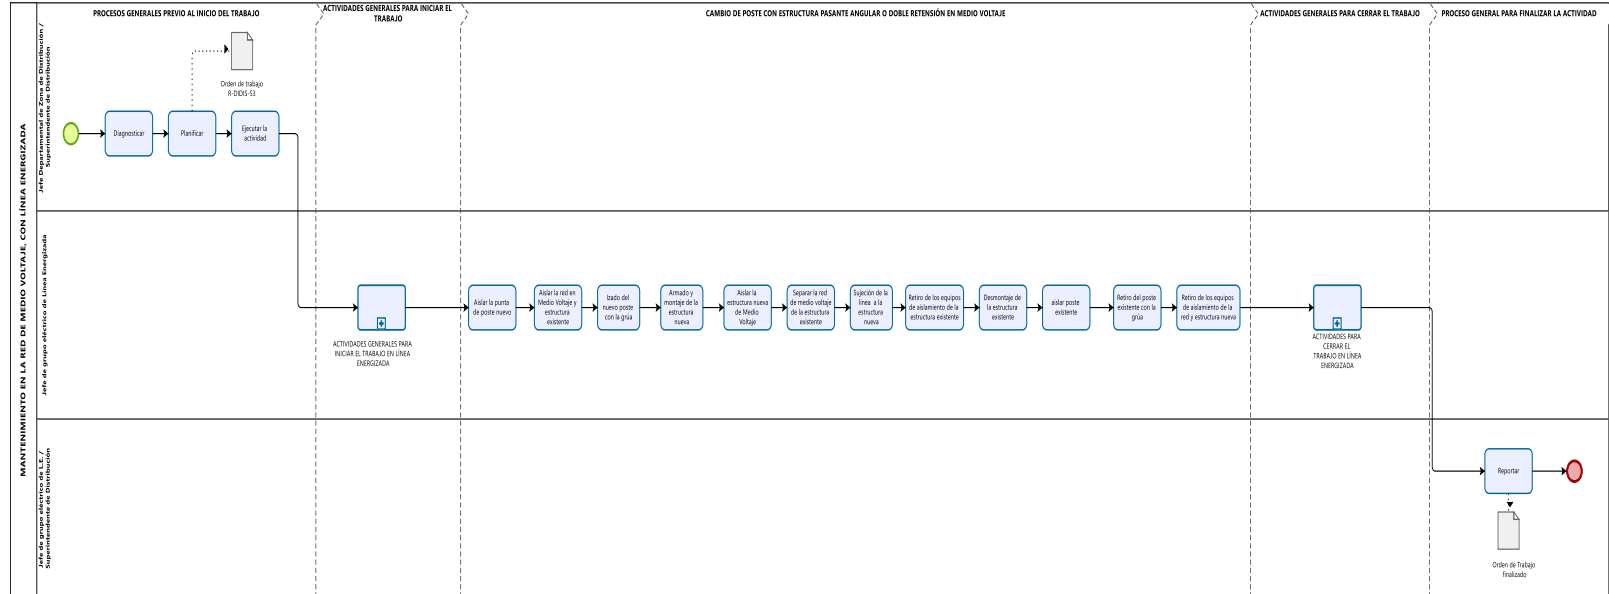 MANTENIMIENTO EN LA RED DE MEDIO VOLTAJE, CON LÍNEA ENERGIZADA
PROCESOS GENERALES PREVIO AL INICIO DEL TRABAJO
ACTIVIDADES GENERALES PARA INICIAR EL
TRABAJO
CAMBIO DE POSTE CON ESTRUCTURA PASANTE ANGULAR O DOBLE RETENSIÓN EN MEDIO VOLTAJE
ACTIVIDADES GENERALES PARA CERRAR EL TRABAJO
PROCESO GENERAL PARA FINALIZAR LA ACTIVIDAD
Jefe Departamental de Zona de Distribución /
Superintendente de Distribución
Orden de trabajo
R-DIDIS-53
Diagnosticar
Planificar
Ejecutar la
actividad
Jefe de grupo eléctrico de Línea Energizada
ACTIVIDADES GENERALES PARA
INICIAR EL TRABAJO EN LÍNEA
ENERGIZADA
Aislar la punta
de poste nuevo
Aislar la red en
Medio Voltaje y
estructura
existente
Izado del
nuevo poste
con la grúa
Armado y
montaje de la
estructura
nueva
Aislar la
estructura nueva
de Medio
Voltaje
Separar la red
de medio voltaje
de la estructura
existente
Sujeción de la
línea a la
estructura
nueva
Retiro de los equipos
de aislamiento de la
estructura existente
Desmontaje de
la estructura
existente
aislar poste
existente
Retiro del poste
existente con la
grúa
Retiro de los equipos
de aislamiento de la
red y estructura nueva
ACTIVIDADES PARA
CERRAR EL
TRABAJO EN LÍNEA
ENERGIZADA
Jefe de grupo eléctrico de L.E. /
Superintendente de Distribución
Reportar
Orden de Trabajo
finalizado